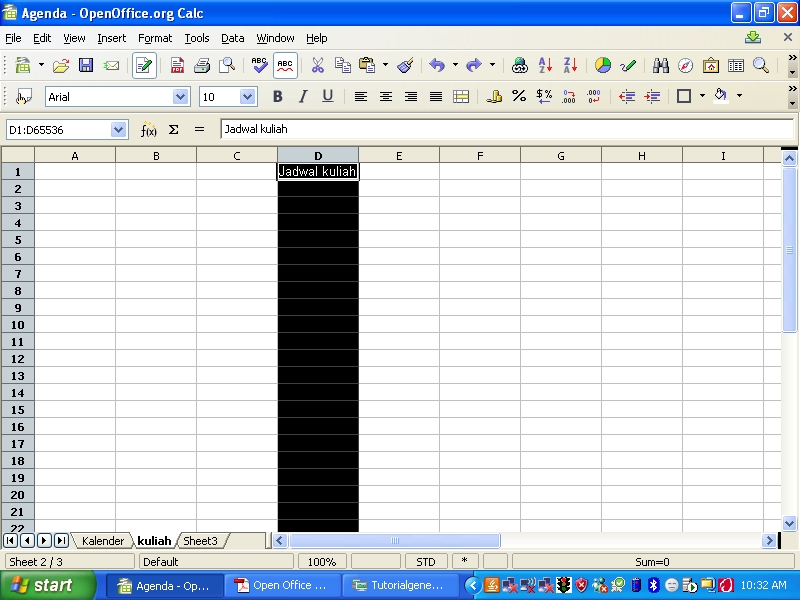 Agenda - OpenOffice.org Calc
File Edit View Insert Format Tools Data Window Help
ABC ABC
Arial 10 B I U
D1:D65536 f(x) Σ = Jadwal kuliah
A B C D E F G H I
1 Jadwal kuliah
2
3
4
5
6
7
8
9
10
11
12
13
14
15
16
17
18
19
20
21
22
Kalender kuliah Sheet3
Sheet 2 / 3 Default 100% STD * Sum=0
start Agenda - Op... Open Office ... Tutorialgene... 10:32 AM